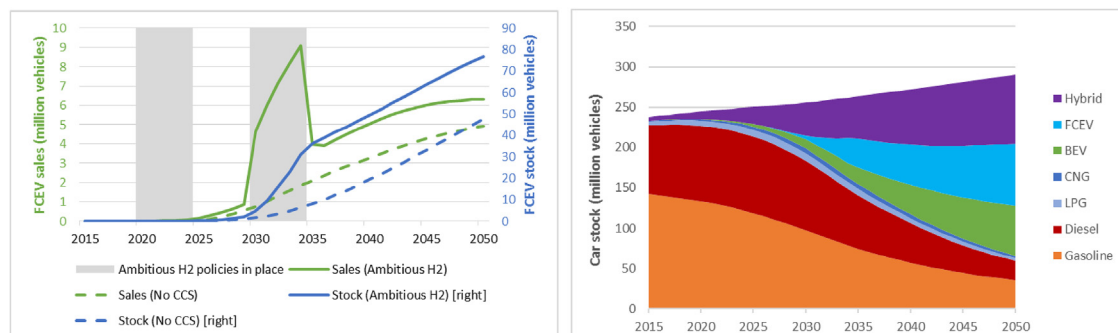 FCEV sales (million vehicles)
10
9
8
7
6
5
4
3
2
1
0
90
80
70
60
50
40
30
20
10
0
FCEV stock (million vehicles)
2015 2020 2025 2030 2035 2040 2045 2050
Ambitious H2 policies in place
Sales (Ambitious H2)
Sales (No CCS)
Stock (Ambitious H2) [right]
Stock (No CCS) [right]
Car stock (million vehicles)
350
300
250
200
150
100
50
0
2015 2020 2025 2030 2035 2040 2045 2050
Hybrid
FCEV
BEV
CNG
LPG
Diesel
Gasoline